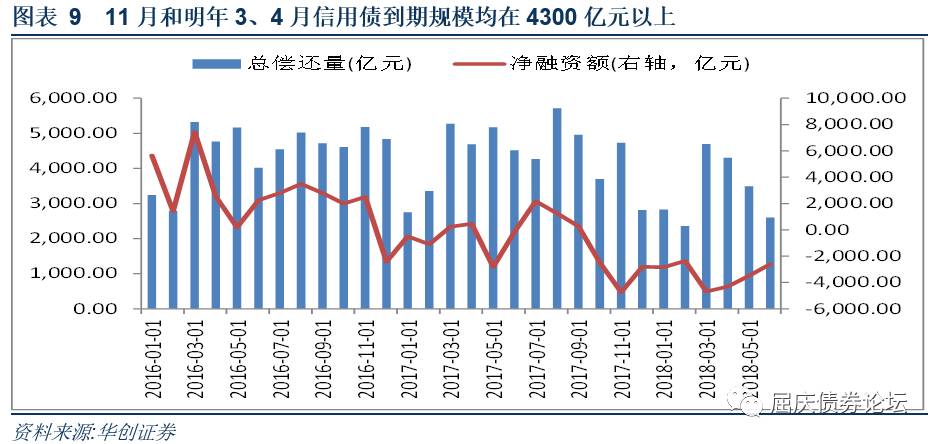 图表 9 11 月和明年 3、4 月信用债到期规模均在 4300 亿元以上
总偿还量(亿元) 净融资额(右轴，亿元)
6,000.00 10,000.00
5,000.00 8,000.00
4,000.00 6,000.00
3,000.00 4,000.00
2,000.00 2,000.00
1,000.00 0.00
0.00 -2,000.00
-4,000.00
-6,000.00
2016-01-01 2016-03-01 2016-05-01 2016-07-01 2016-09-01 2016-11-01 2017-01-01 2017-03-01 2017-05-01 2017-07-01 2017-09-01 2017-11-01 2018-01-01 2018-03-01 2018-05-01
屈庆债券论坛
资料来源:华创证券